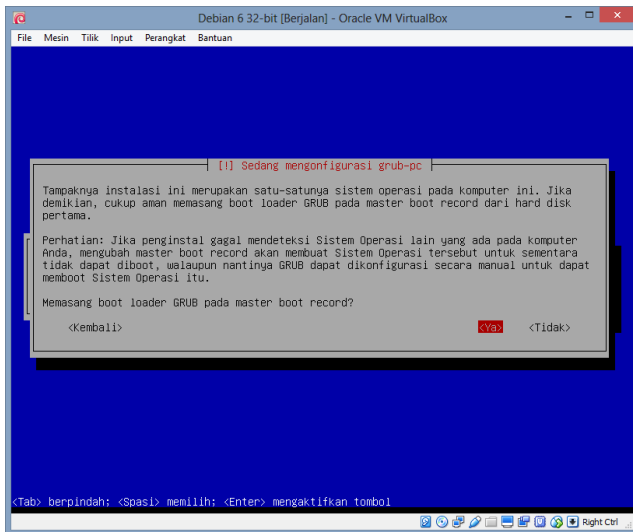 Debian 6 32-bit [Berjalan] - Oracle VM VirtualBox
File Mesin Tilik Input Perangkat Bantuan
[!] Sedang mengonfigurasi grub-pc
Tampaknya instalasi ini merupakan satu-satunya sistem operasi pada komputer ini. Jika
demikian, cukup aman memasang boot loader GRUB pada master boot record dari hard disk
pertama.
Perhatian: Jika penginstal gagal mendeteksi Sistem Operasi lain yang ada pada komputer
Anda, mengubah master boot record akan membuat Sistem Operasi tersebut untuk sementara
tidak dapat diboot, walaupun nantinya GRUB dapat dikonfigurasi secara manual untuk dapat
memboot Sistem Operasi itu.
Memasang boot loader GRUB pada master boot record?
<Kembali> <Ya> <Tidak>
<Tab> berpindah; <Spasi> memilih; <Enter> mengaktifkan tombol
Right Ctrl